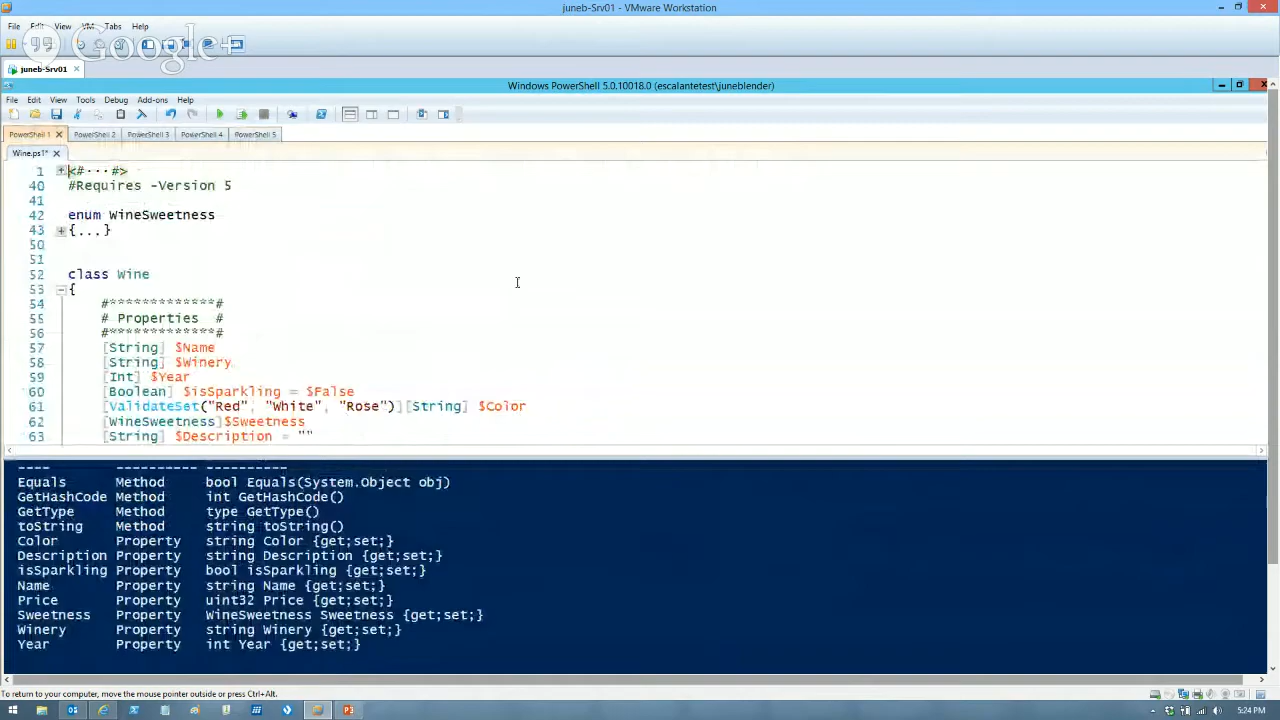 juneb-Srv01 - VMware Workstation
File Edit View VM Tabs Help
Google+
juneb-Srv01
Windows PowerShell 5.0.10018.0 (escalantetest\juneblender)
File Edit View Tools Debug Add-ons Help
PowerShell 1 PowerShell 2 PowerShell 3 PowerShell 4 PowerShell 5
Wine.ps1*
1 <#···#>
40 #Requires -Version 5
41
42 enum WineSweetness
43 {...}
50
51
52 class Wine
53 {
54 #*************#
55 # Properties #
56 #*************#
57 [String] $Name
58 [String] $Winery
59 [Int] $Year
60 [Boolean] $isSparkling = $False
61 [ValidateSet("Red", "White", "Rose")][String] $Color
62 [WineSweetness]$Sweetness
63 [String] $Description = ""
---- ---------- ----------
Equals Method bool Equals(System.Object obj)
GetHashCode Method int GetHashCode()
GetType Method type GetType()
toString Method string toString()
Color Property string Color {get;set;}
Description Property string Description {get;set;}
isSparkling Property bool isSparkling {get;set;}
Name Property string Name {get;set;}
Price Property uint32 Price {get;set;}
Sweetness Property WineSweetness Sweetness {get;set;}
Winery Property string Winery {get;set;}
Year Property int Year {get;set;}
To return to your computer, move the mouse pointer outside or press Ctrl+Alt.
5:24 PM